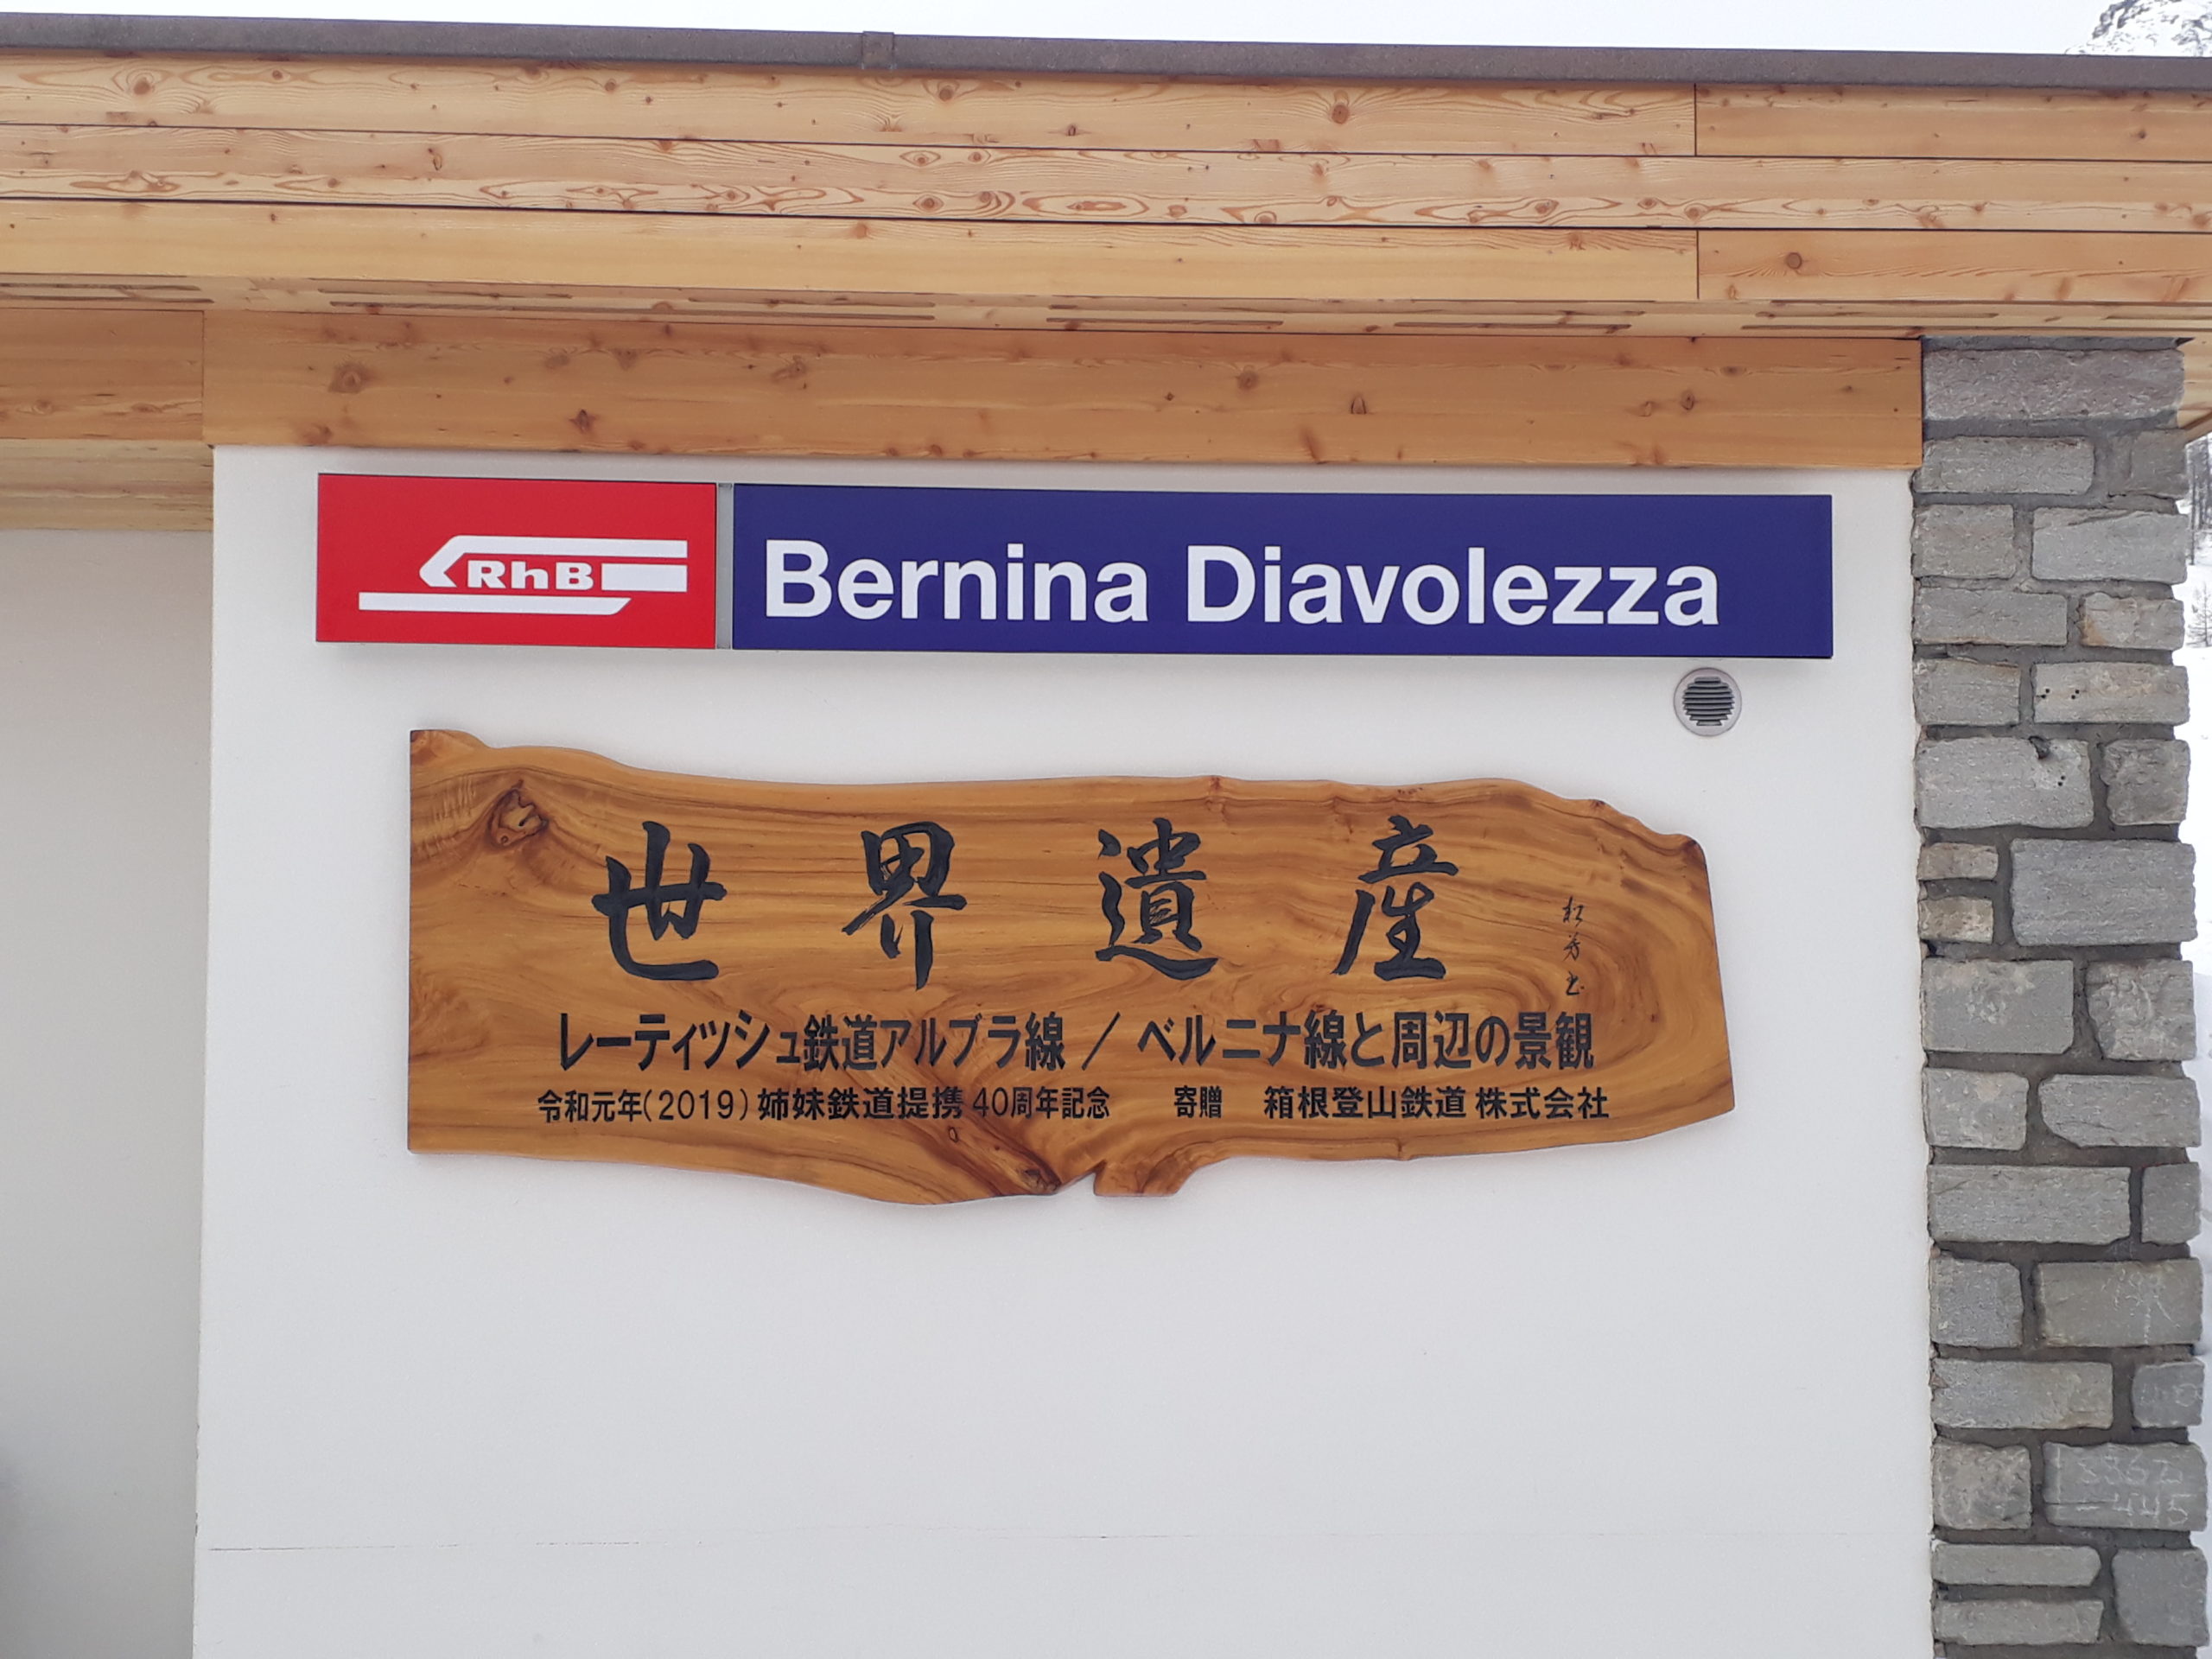 RhB Bernina Diavolezza
世界遺産
レーティッシュ鉄道アルブラ線 / ベルニナ線と周辺の景観
令和元年(2019)姉妹鉄道提携40周年記念 寄贈 箱根登山鉄道株式会社